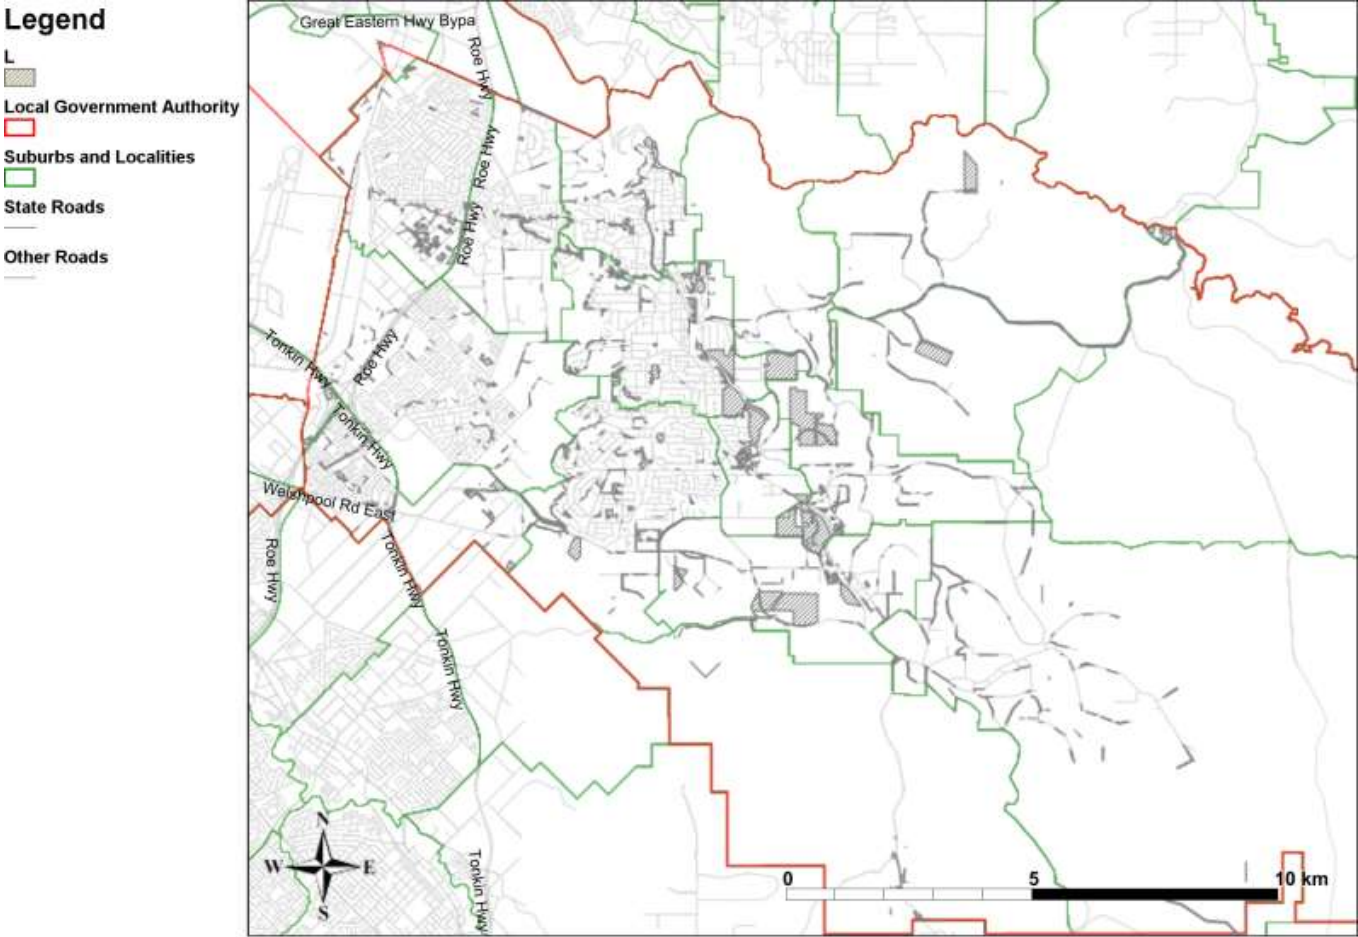 Legend
L
Local Government Authority
Suburbs and Localities
State Roads
Other Roads
Great Eastern Hwy Bypa
Roe Hwy
Roe Hwy
Roe Hwy
Roe Hwy
Tonkin Hwy
Tonkin Hwy
Welshpool Rd East
Roe Hwy
Tonkin Hwy
Tonkin Hwy
Tonkin Hwy
N
W E
S
0 5 10 km